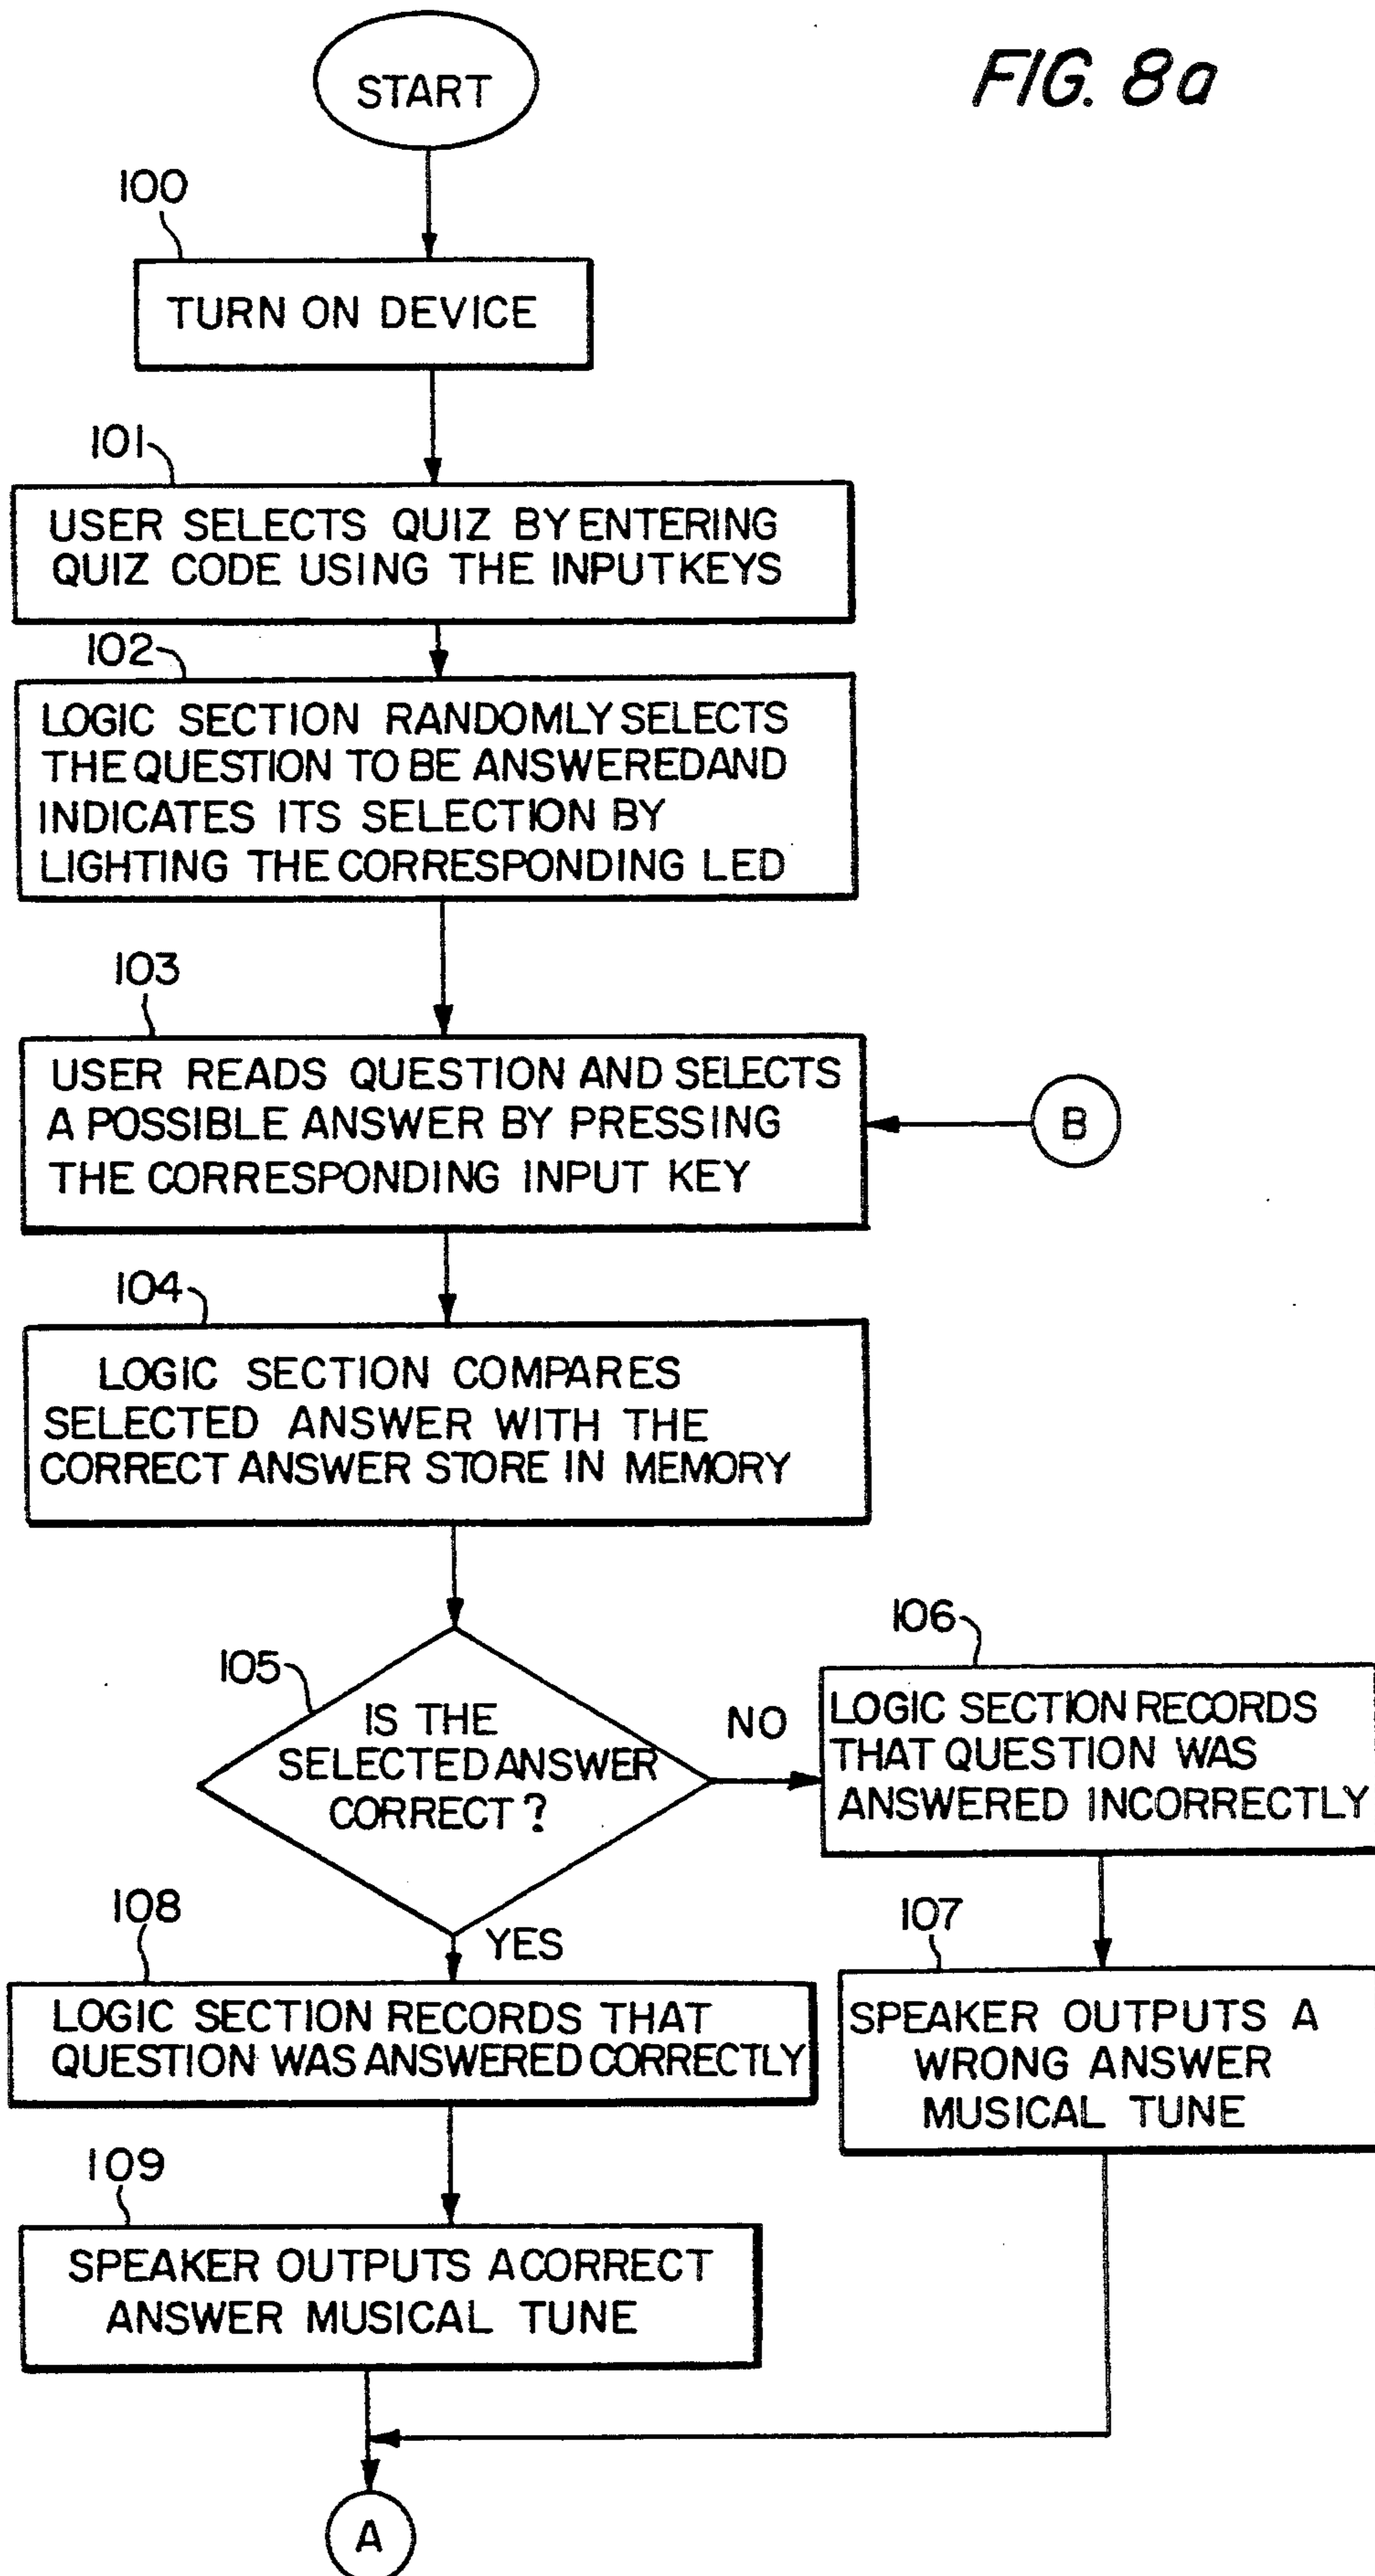 FIG. 8a
START
100
TURN ON DEVICE
101
USER SELECTS QUIZ BY ENTERING
QUIZ CODE USING THE INPUT KEYS
102
LOGIC SECTION RANDOMLY SELECTS
THE QUESTION TO BE ANSWERED AND
INDICATES ITS SELECTION BY
LIGHTING THE CORRESPONDING LED
103
USER READS QUESTION AND SELECTS
A POSSIBLE ANSWER BY PRESSING
THE CORRESPONDING INPUT KEY
B
104
LOGIC SECTION COMPARES
SELECTED ANSWER WITH THE
CORRECT ANSWER STORE IN MEMORY
105
IS THE
SELECTED ANSWER
CORRECT?
NO
106
LOGIC SECTION RECORDS
THAT QUESTION WAS
ANSWERED INCORRECTLY
YES
107
SPEAKER OUTPUTS A
WRONG ANSWER
MUSICAL TUNE
108
LOGIC SECTION RECORDS THAT
QUESTION WAS ANSWERED CORRECTLY
109
SPEAKER OUTPUTS A CORRECT
ANSWER MUSICAL TUNE
A